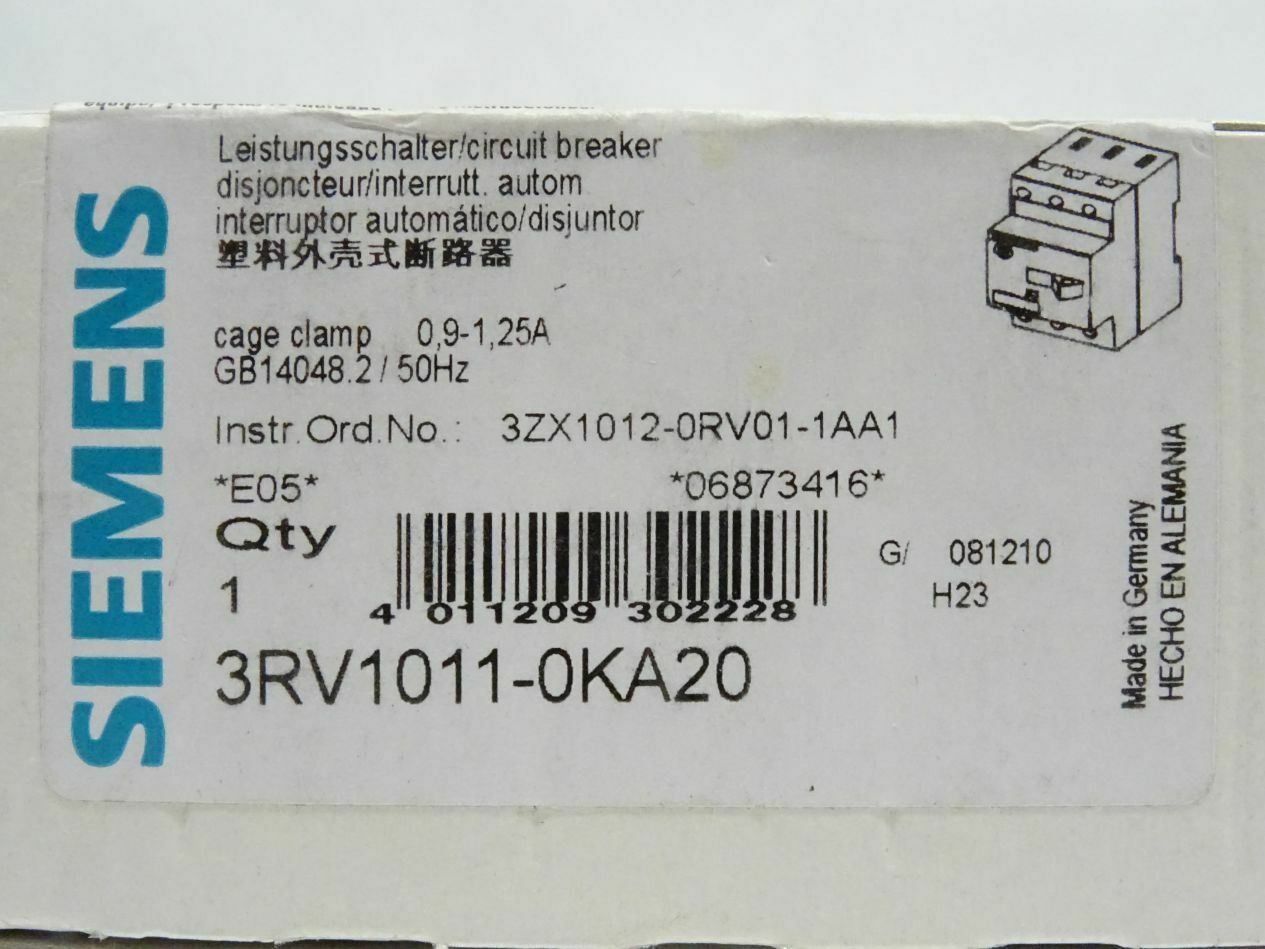 SIEMENS
Leistungsschalter/circuit breaker
disjoncteur/interrutt. autom
interruptor automático/disjuntor
塑料外壳式断路器
cage clamp 0,9-1,25A
GB14048.2 / 50Hz
Instr.Ord.No.: 3ZX1012-0RV01-1AA1
*E05* *06873416*
Qty
1
4 011209 302228
G/ 081210
H23
3RV1011-0KA20
Made in Germany
HECHO EN ALEMANIA